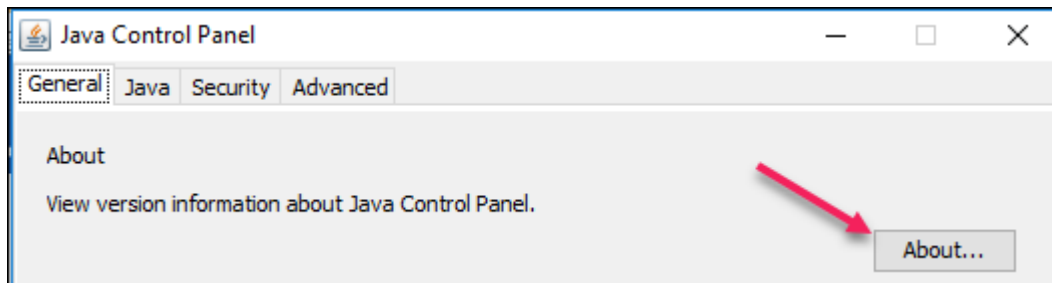 Java Control Panel
General Java Security Advanced
About
View version information about Java Control Panel.
About...